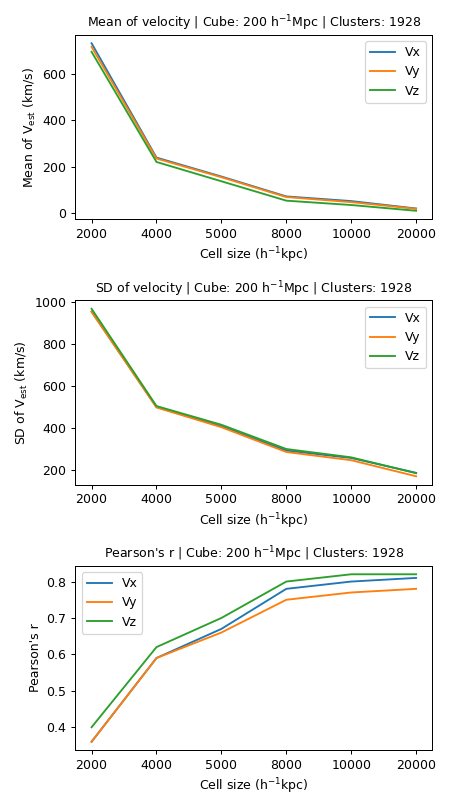 Mean of velocity | Cube: 200 h⁻¹Mpc | Clusters: 1928
Mean of V_est (km/s)
600
400
200
0
Vx
Vy
Vz
2000 4000 5000 8000 10000 20000
Cell size (h⁻¹kpc)
SD of velocity | Cube: 200 h⁻¹Mpc | Clusters: 1928
SD of V_est (km/s)
1000
800
600
400
200
Vx
Vy
Vz
2000 4000 5000 8000 10000 20000
Cell size (h⁻¹kpc)
Pearson's r | Cube: 200 h⁻¹Mpc | Clusters: 1928
Pearson's r
0.8
0.7
0.6
0.5
0.4
Vx
Vy
Vz
2000 4000 5000 8000 10000 20000
Cell size (h⁻¹kpc)